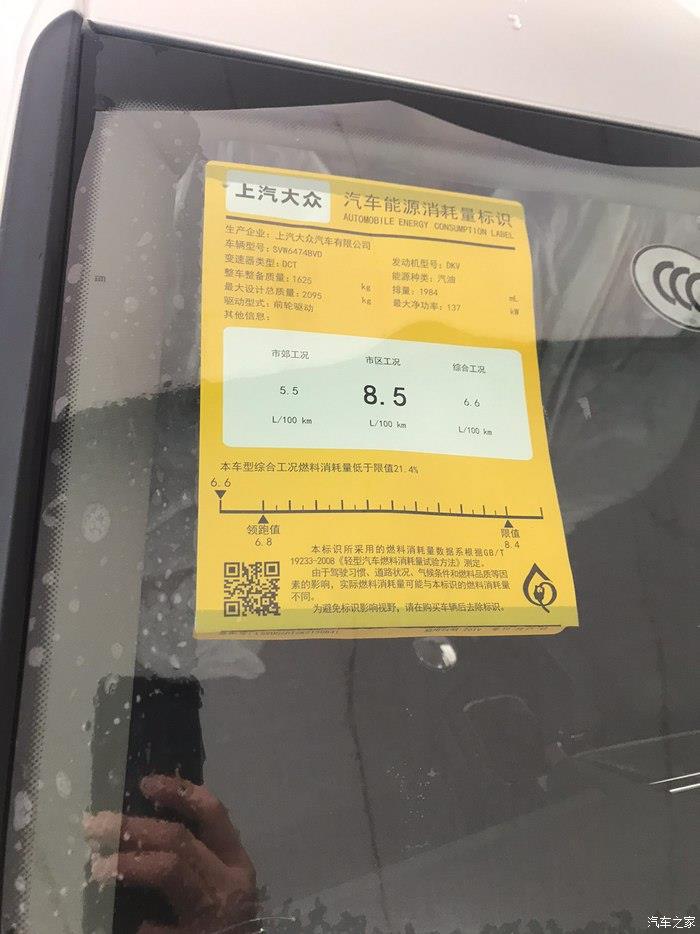 上汽大众
汽车能源消耗量标识
AUTOMOBILE ENERGY CONSUMPTION LABEL
生产企业：上汽大众汽车有限公司
车辆型号：SVW6474BVD
变速器类型：DCT
发动机型号：DKV
整车整备质量：1625 kg
能源种类：汽油
最大设计总质量：2095 kg
排量：1984 mL
驱动型式：前轮驱动
最大净功率：137 kW
其他信息：
市郊工况 市区工况 综合工况
5.5 8.5 6.6
L/100 km L/100 km L/100 km
本车型综合工况燃料消耗量低于限值21.4%
6.6
领跑值 限值
6.8 8.4
本标识所采用的燃料消耗量数据系根据GB/T
19233-2008《轻型汽车燃料消耗量试验方法》测定。
由于驾驶习惯、道路状况、气候条件和燃料品质等因
素的影响，实际燃料消耗量可能与本标识的燃料消耗量
不同。
为避免标识影响视野，请在购买车辆后去除标识。
汽车之家